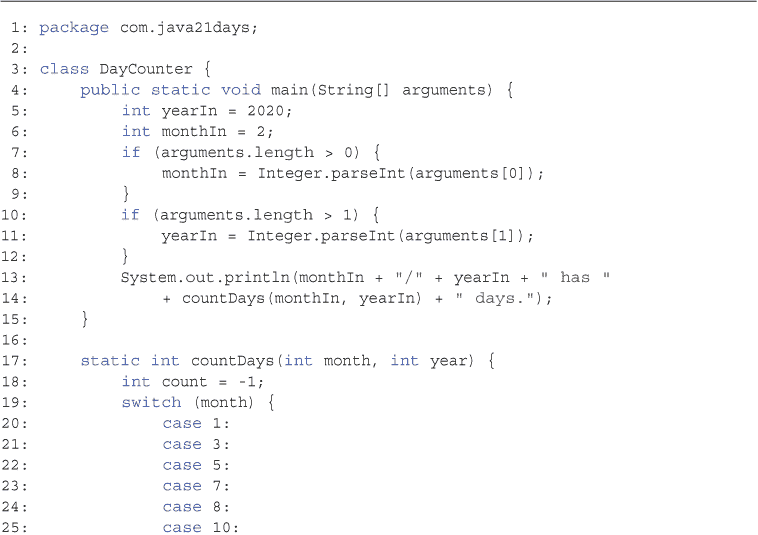 1: package com.java21days;
2:
3: class DayCounter {
4:     public static void main(String[] arguments) {
5:         int yearIn = 2020;
6:         int monthIn = 2;
7:         if (arguments.length > 0) {
8:             monthIn = Integer.parseInt(arguments[0]);
9:         }
10:         if (arguments.length > 1) {
11:             yearIn = Integer.parseInt(arguments[1]);
12:         }
13:         System.out.println(monthIn + "/" + yearIn + " has "
14:             + countDays(monthIn, yearIn) + " days.");
15:     }
16:
17:     static int countDays(int month, int year) {
18:         int count = -1;
19:         switch (month) {
20:             case 1:
21:             case 3:
22:             case 5:
23:             case 7:
24:             case 8:
25:             case 10: